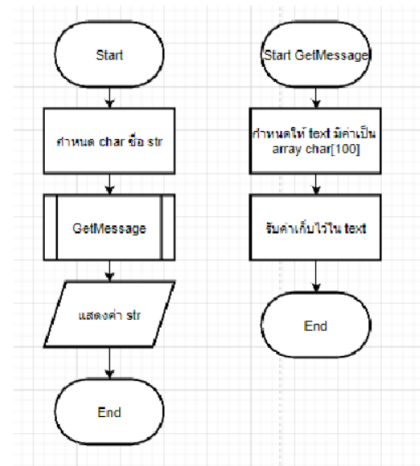 Start
กำหนด char ชื่อ str
GetMessage
แสดงค่า str
End
Start GetMessage
กำหนดให้ text มีค่าเป็น
array char[100]
รับค่าเก็บไว้ใน text
End